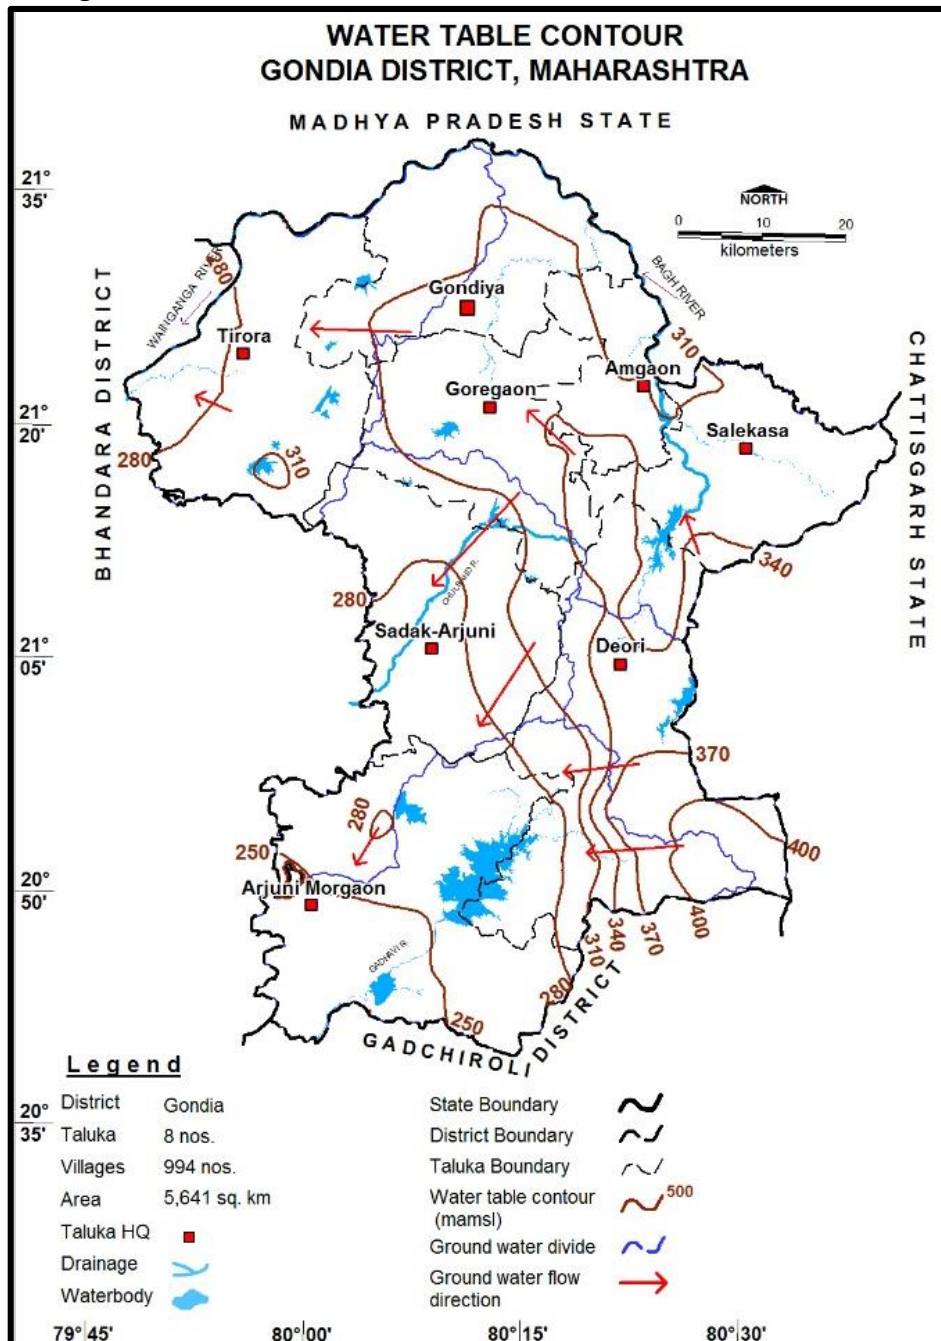 WATER TABLE CONTOUR
GONDIA DISTRICT, MAHARASHTRA
MADHYA PRADESH STATE
21°
35'
NORTH
0 10 20
kilometers
WAINGANGA RIVER
280
BAGH RIVER
Gondiya
Tirora
310
Amgaon
BHANDARA DISTRICT
CHATTISGARH STATE
Goregaon
21°
20'
Salekasa
280
310
340
280
Sadak-Arjuni
Deori
21°
05'
370
280
400
250
20°
50'
Arjuni Morgaon
400
370
340
310
280
250
GADCHIROLI DISTRICT
Legend
District Gondia
Taluka 8 nos.
Villages 994 nos.
Area 5,641 sq. km
Taluka HQ
Drainage
Waterbody
20°
35'
State Boundary
District Boundary
Taluka Boundary
Water table contour 500
(mamsl)
Ground water divide
Ground water flow
direction
79°45' 80°00' 80°15' 80°30'